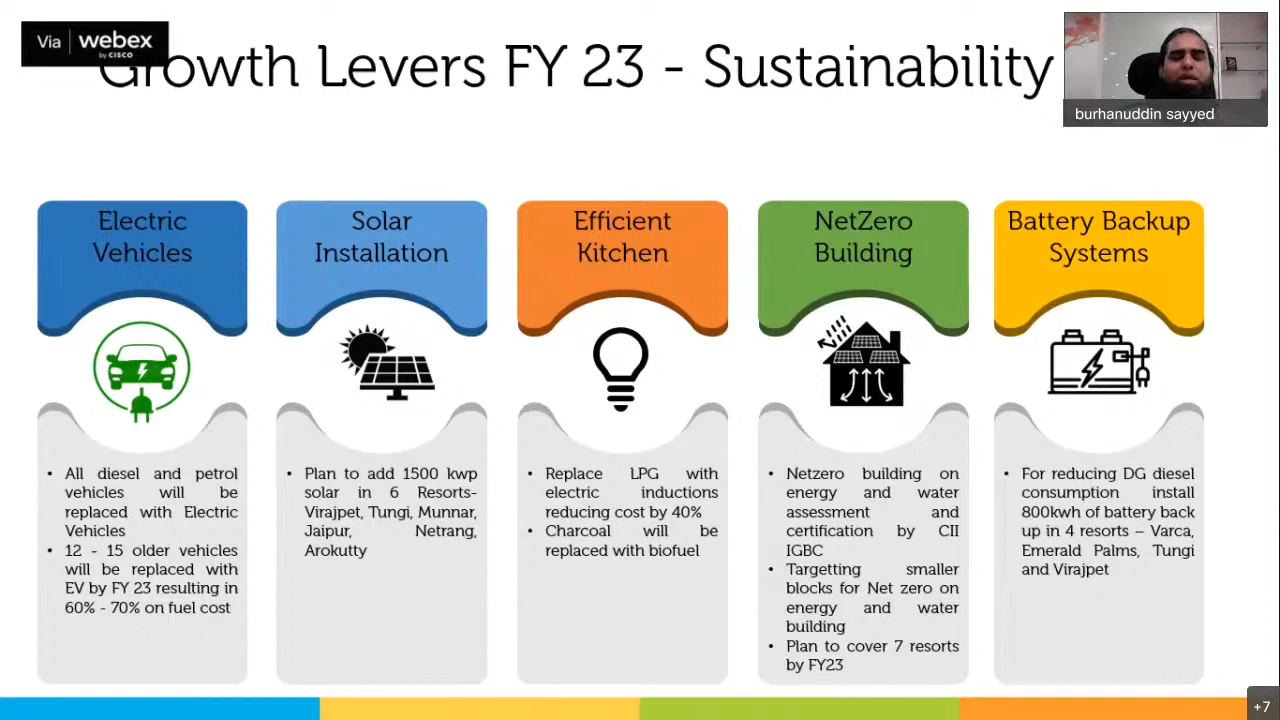 Via webex
by CISCO
Growth Levers FY 23 - Sustainability
burhanuddin sayyed
Electric
Vehicles
• All diesel and petrol
vehicles will be
replaced with Electric
Vehicles
• 12 - 15 older vehicles
will be replaced with
EV by FY 23 resulting in
60% - 70% on fuel cost
Solar
Installation
• Plan to add 1500 kwp
solar in 6 Resorts-
Virajpet, Tungi, Munnar,
Jaipur, Netrang,
Arokutty
Efficient
Kitchen
• Replace LPG with
electric inductions
reducing cost by 40%
• Charcoal will be
replaced with biofuel
NetZero
Building
• Netzero building on
energy and water
assessment and
certification by CII
IGBC
• Targetting smaller
blocks for Net zero on
energy and water
building
• Plan to cover 7 resorts
by FY23
Battery Backup
Systems
• For reducing DG diesel
consumption install
800kwh of battery back
up in 4 resorts – Varca,
Emerald Palms, Tungi
and Virajpet
+7